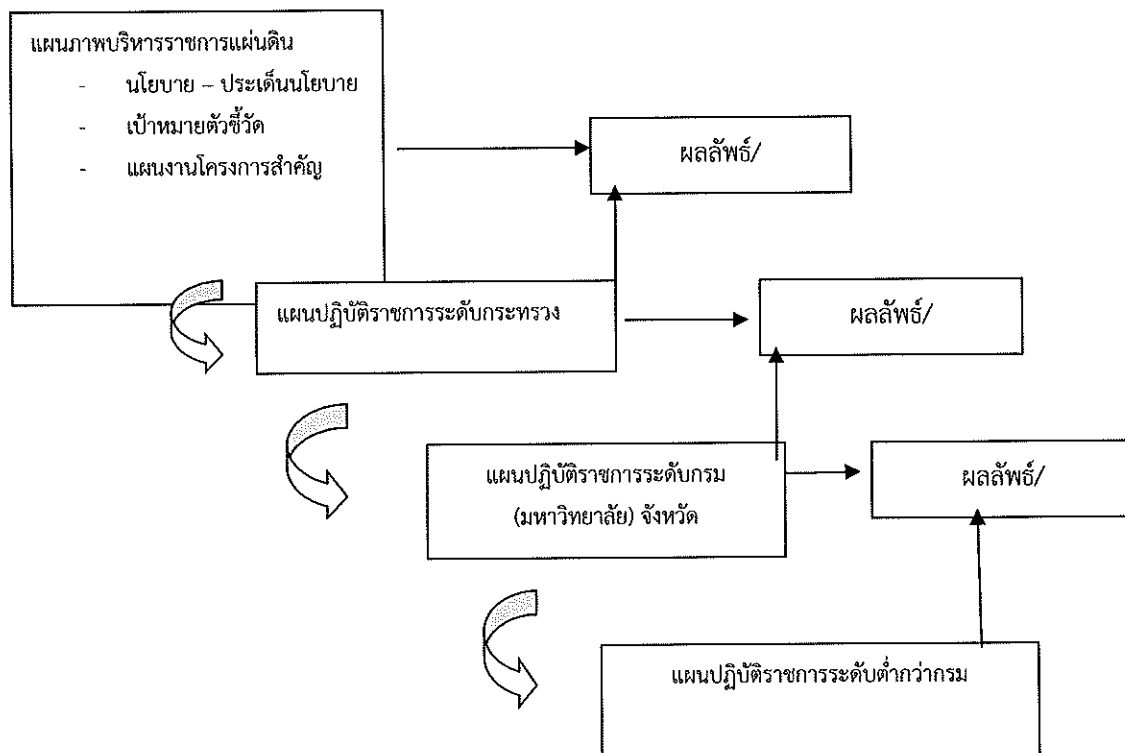 แผนภาพบริหารราชการแผ่นดิน
- นโยบาย – ประเด็นนโยบาย
- เป้าหมายตัวชี้วัด
- แผนงานโครงการสำคัญ
ผลลัพธ์/
แผนปฏิบัติราชการระดับกระทรวง
ผลลัพธ์/
แผนปฏิบัติราชการระดับกรม
(มหาวิทยาลัย) จังหวัด
ผลลัพธ์/
แผนปฏิบัติราชการระดับต่ำกว่ากรม